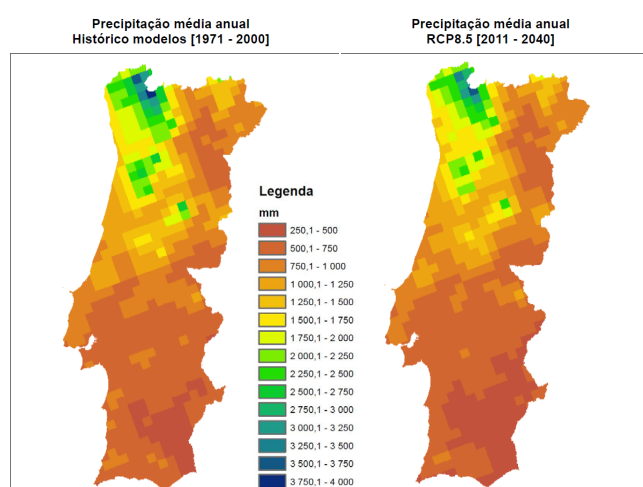 Precipitação média anual
Histórico modelos [1971 - 2000]
Precipitação média anual
RCP8.5 [2011 - 2040]
Legenda
mm
250,1 - 500
500,1 - 750
750,1 - 1 000
1 000,1 - 1 250
1 250,1 - 1 500
1 500,1 - 1 750
1 750,1 - 2 000
2 000,1 - 2 250
2 250,1 - 2 500
2 500,1 - 2 750
2 750,1 - 3 000
3 000,1 - 3 250
3 250,1 - 3 500
3 500,1 - 3 750
3 750,1 - 4 000